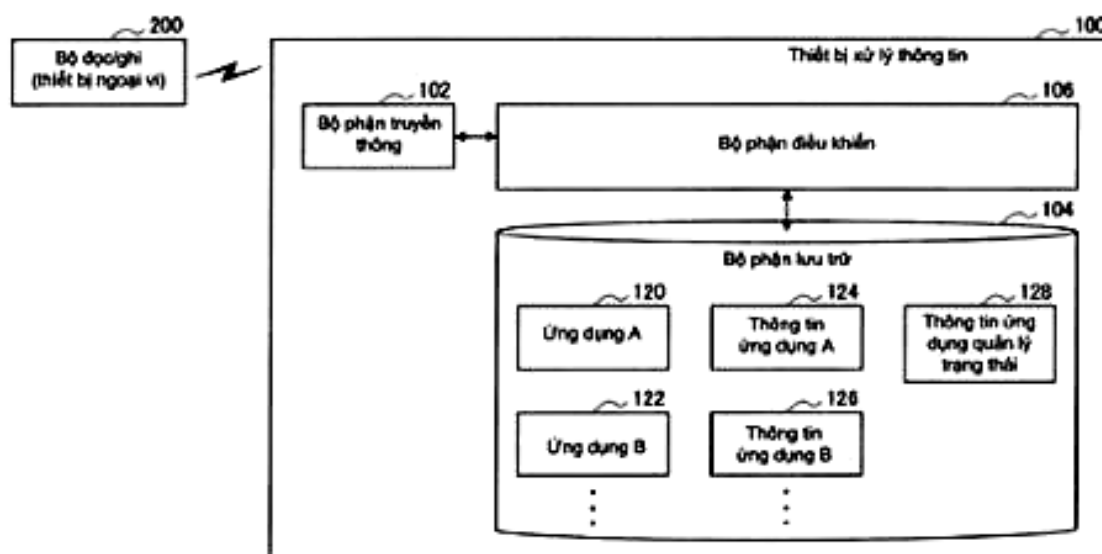 200
Bộ đọc/ghi
(thiết bị ngoại vi)
100
Thiết bị xử lý thông tin
102
Bộ phận truyền
thông
106
Bộ phận điều khiển
104
Bộ phận lưu trữ
120
Ứng dụng A
124
Thông tin
ứng dụng A
128
Thông tin ứng
dụng quản lý
trạng thái
122
Ứng dụng B
126
Thông tin
ứng dụng B